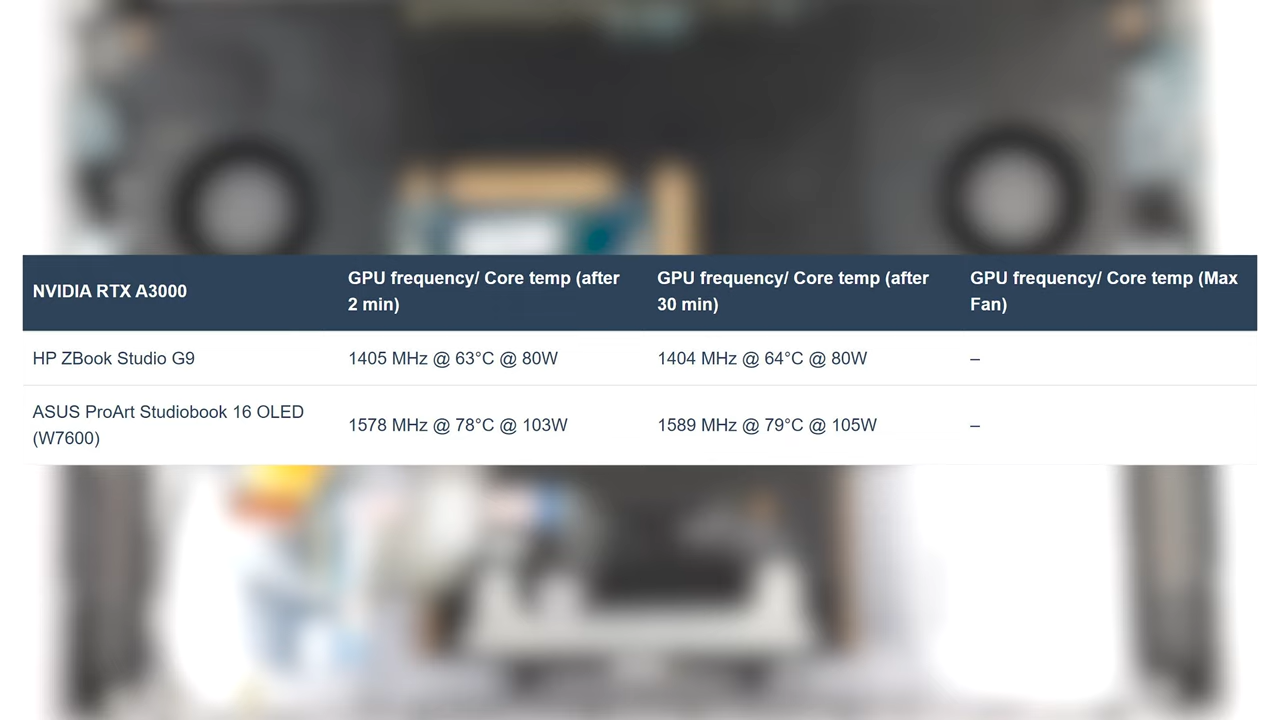 NVIDIA RTX A3000
GPU frequency/ Core temp (after
2 min)
GPU frequency/ Core temp (after
30 min)
GPU frequency/ Core temp (Max
Fan)
HP ZBook Studio G9
1405 MHz @ 63°C @ 80W
1404 MHz @ 64°C @ 80W
–
ASUS ProArt Studiobook 16 OLED
(W7600)
1578 MHz @ 78°C @ 103W
1589 MHz @ 79°C @ 105W
–